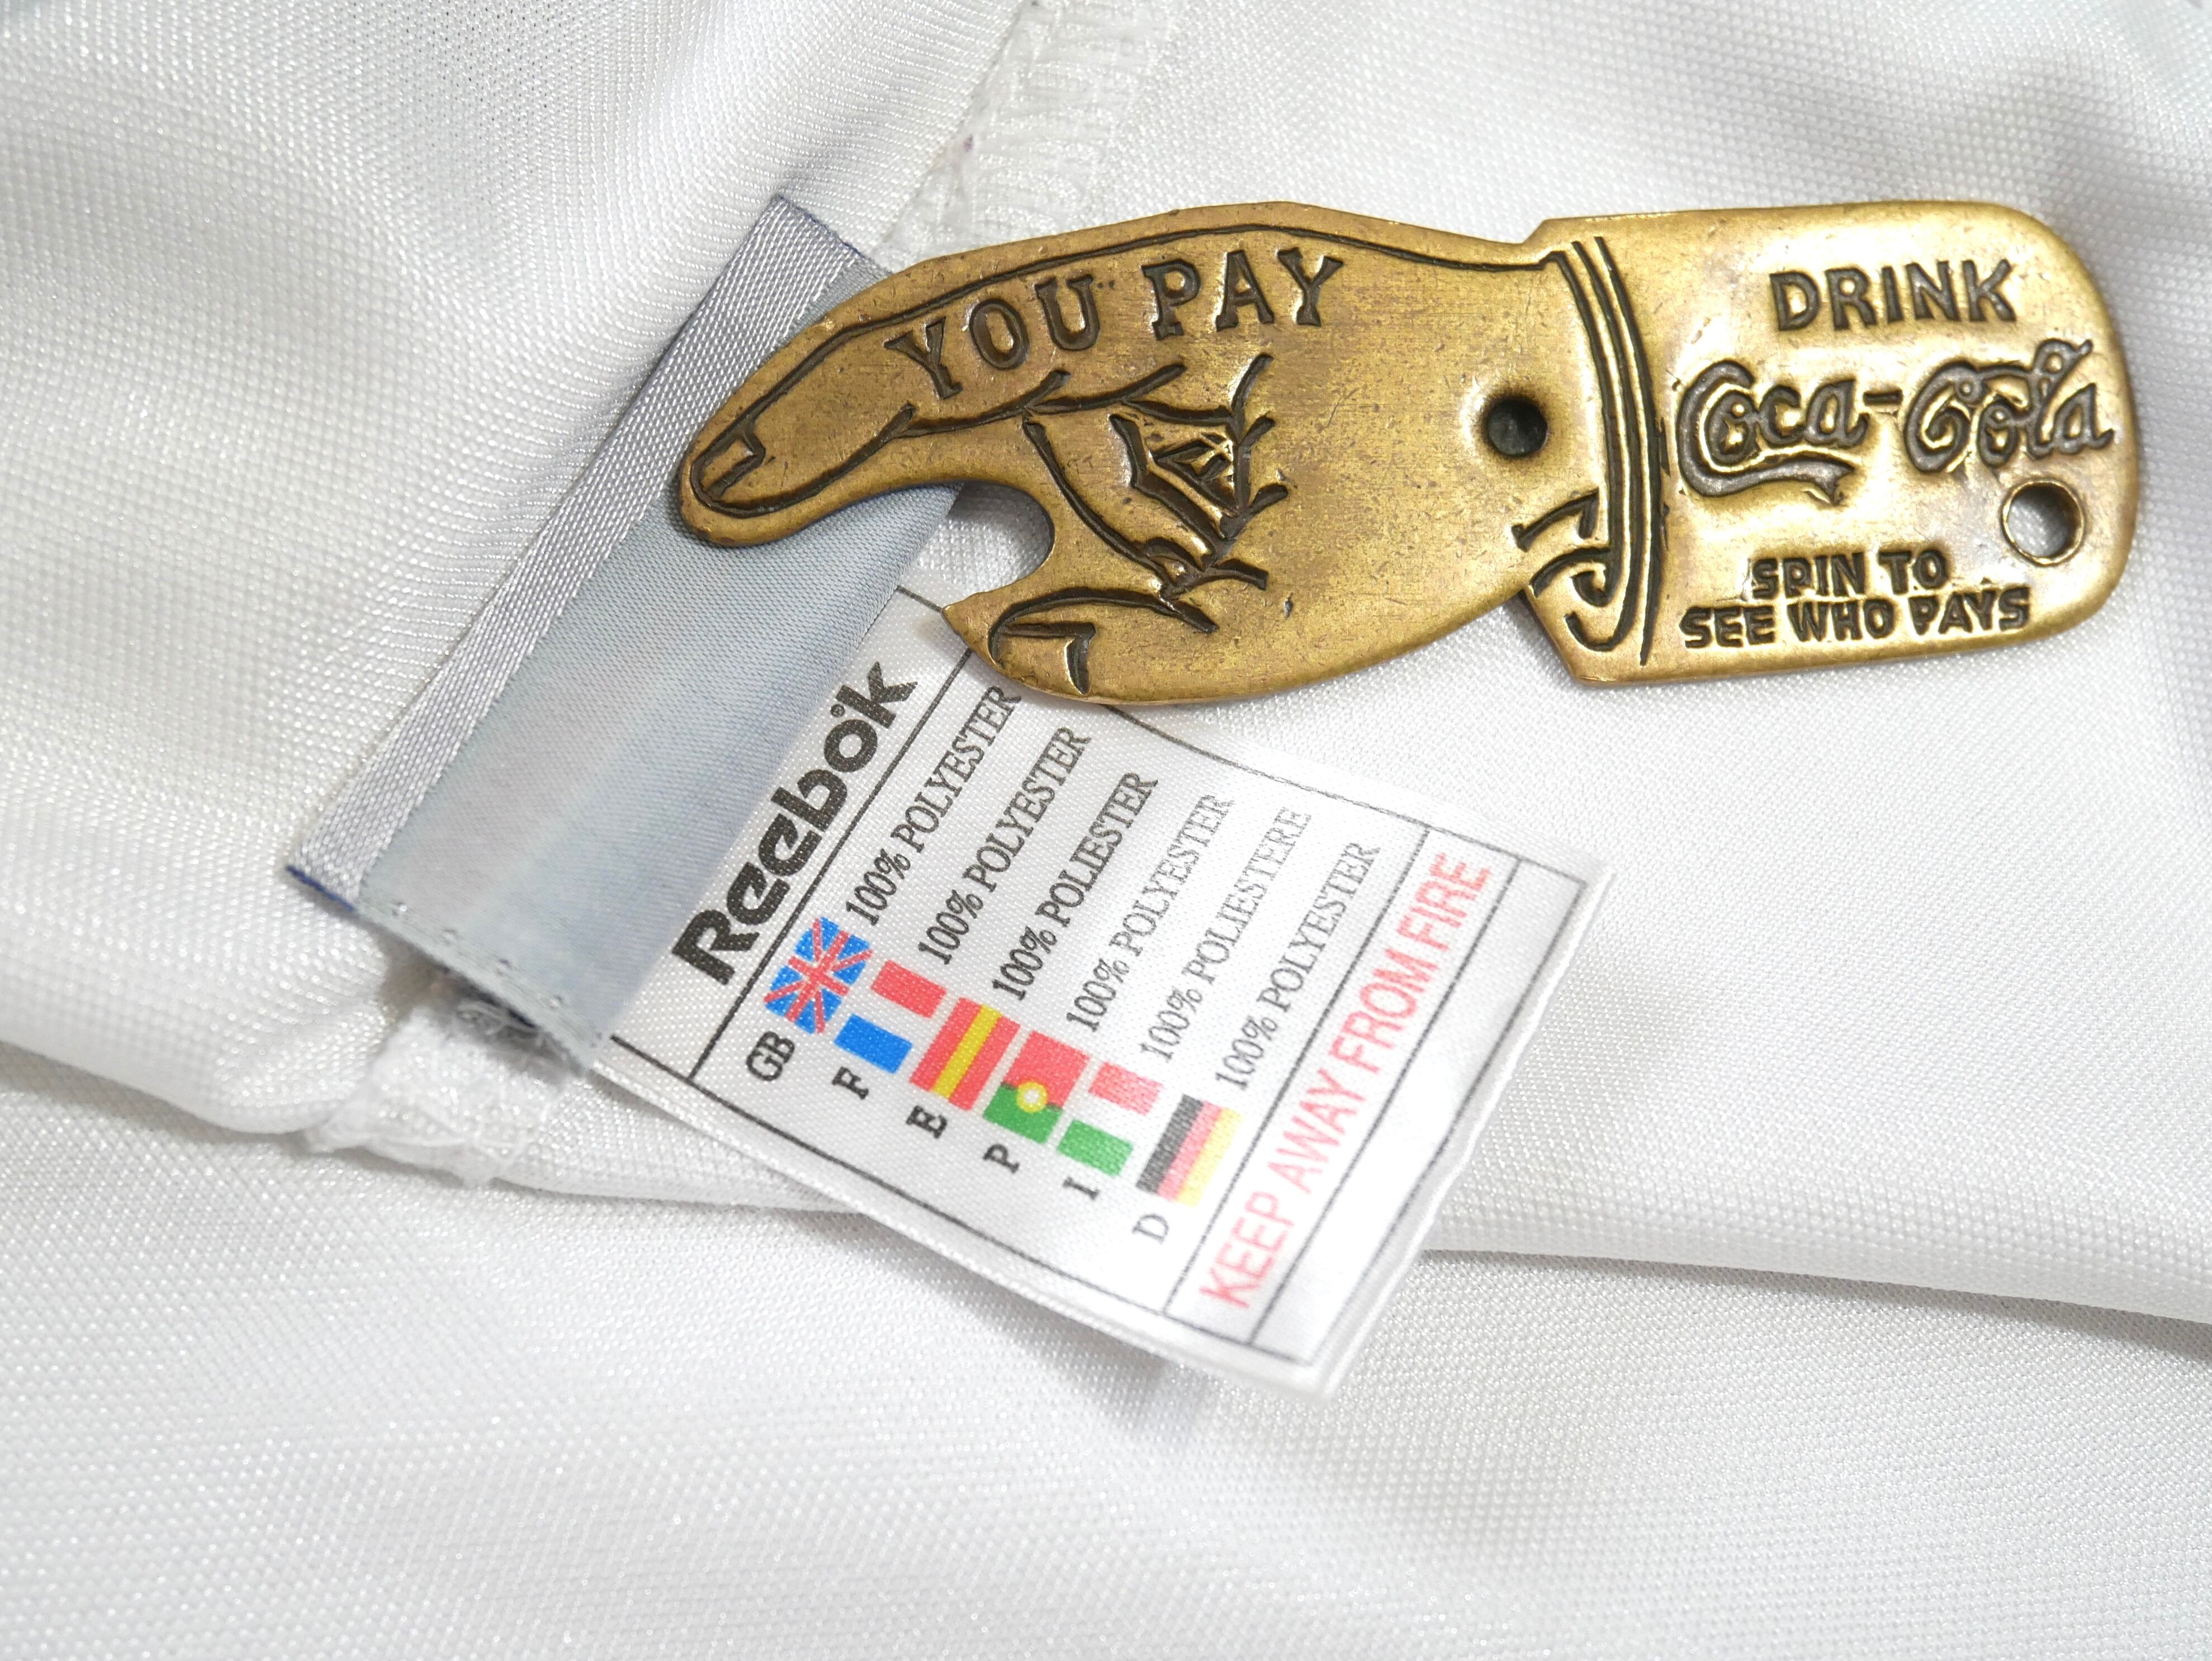 YOU PAY
DRINK
Coca-Cola
SPIN TO
SEE WHO PAYS
Reebok
GB 100% POLYESTER
F 100% POLYESTER
E 100% POLIESTER
P 100% POLYESTER
I 100% POLIESTERE
D 100% POLYESTER
KEEP AWAY FROM FIRE